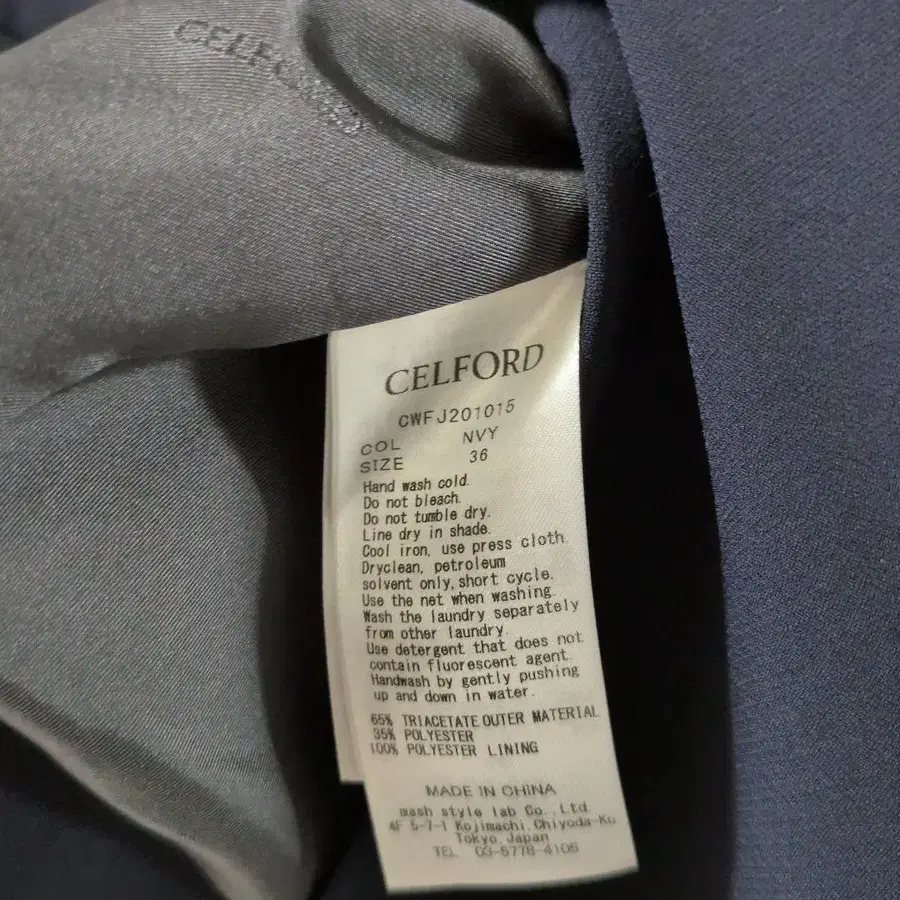 CELFORD
CELFORD
CWFJ201015
COL NVY
SIZE 36
Hand wash cold.
Do not bleach.
Do not tumble dry.
Line dry in shade.
Cool iron, use press cloth.
Dryclean, petroleum
solvent only, short cycle.
Use the net when washing.
Wash the laundry separately
from other laundry.
Use detergent that does not
contain fluorescent agent.
Handwash by gently pushing
up and down in water.
65% TRIACETATE OUTER MATERIAL
35% POLYESTER
100% POLYESTER LINING
MADE IN CHINA
mash style lab Co., Ltd.
4F 5-7-1 Kojimachi, Chiyoda-Ku
Tokyo, Japan
TEL 03-5778-4106